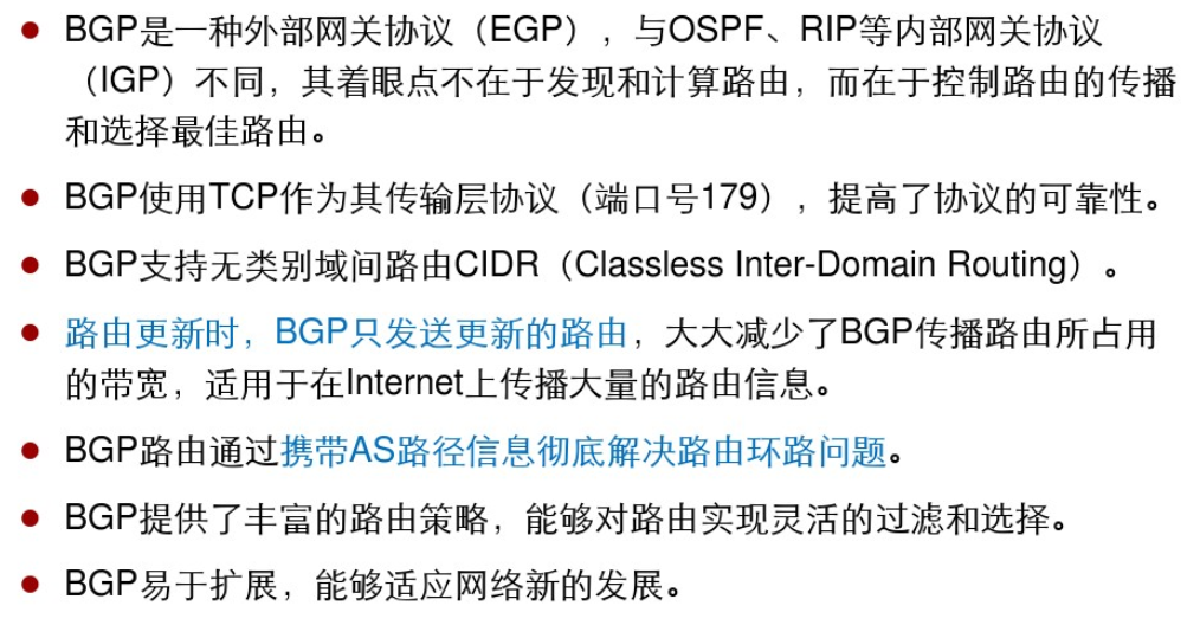 ● BGP是一种外部网关协议（EGP），与OSPF、RIP等内部网关协议
（IGP）不同，其着眼点不在于发现和计算路由，而在于控制路由的传播
和选择最佳路由。
● BGP使用TCP作为其传输层协议（端口号179），提高了协议的可靠性。
● BGP支持无类别域间路由CIDR（Classless Inter-Domain Routing）。
● 路由更新时，BGP只发送更新的路由，大大减少了BGP传播路由所占用
的带宽，适用于在Internet上传播大量的路由信息。
● BGP路由通过携带AS路径信息彻底解决路由环路问题。
● BGP提供了丰富的路由策略，能够对路由实现灵活的过滤和选择。
● BGP易于扩展，能够适应网络新的发展。